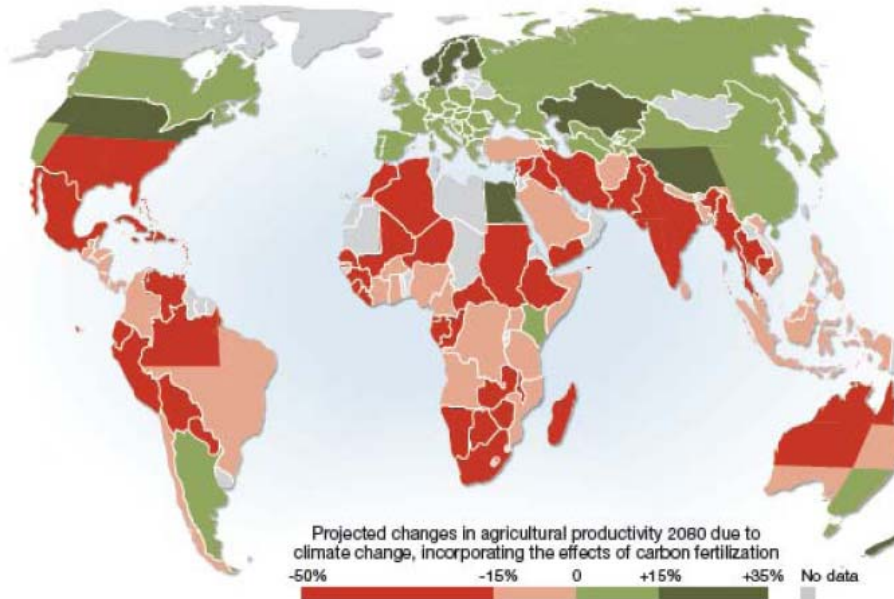 Projected changes in agricultural productivity 2060 due to
climate change, incorporating the effects of carbon fertilization
-50% -15% 0 +15% +35% No data